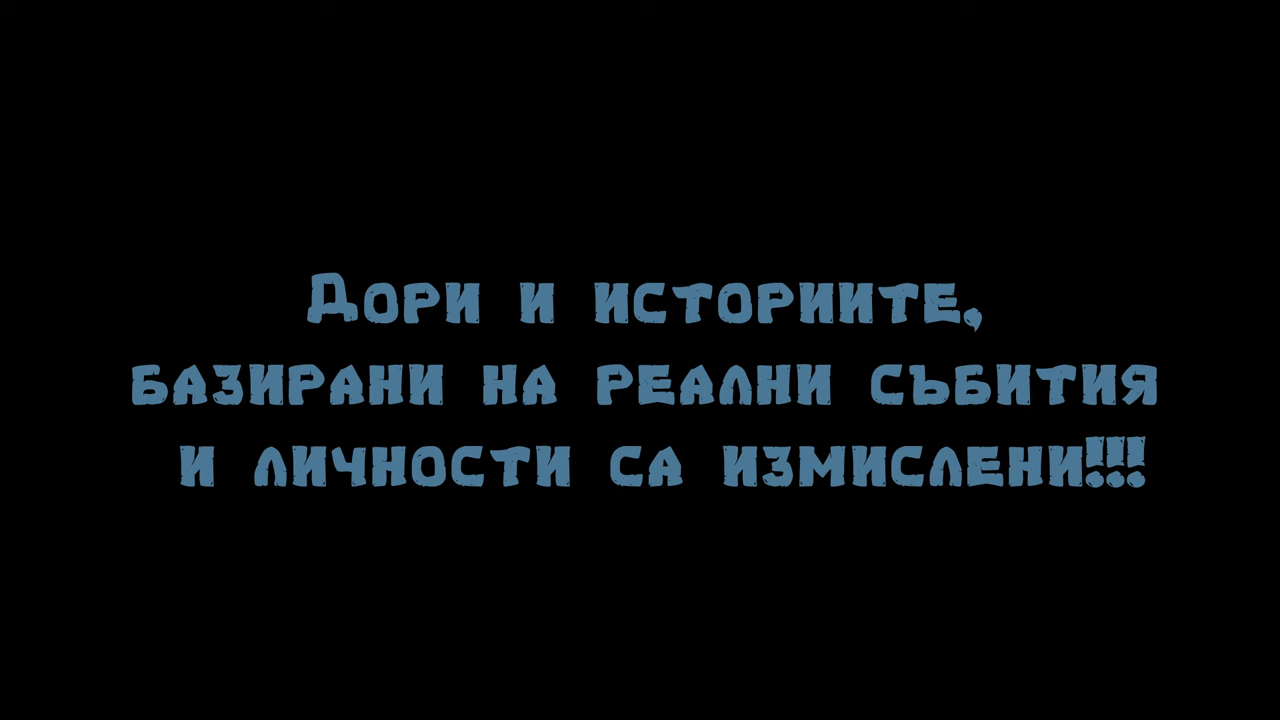 Дори и историите,
базирани на реални събития
и личности са измислени!!!